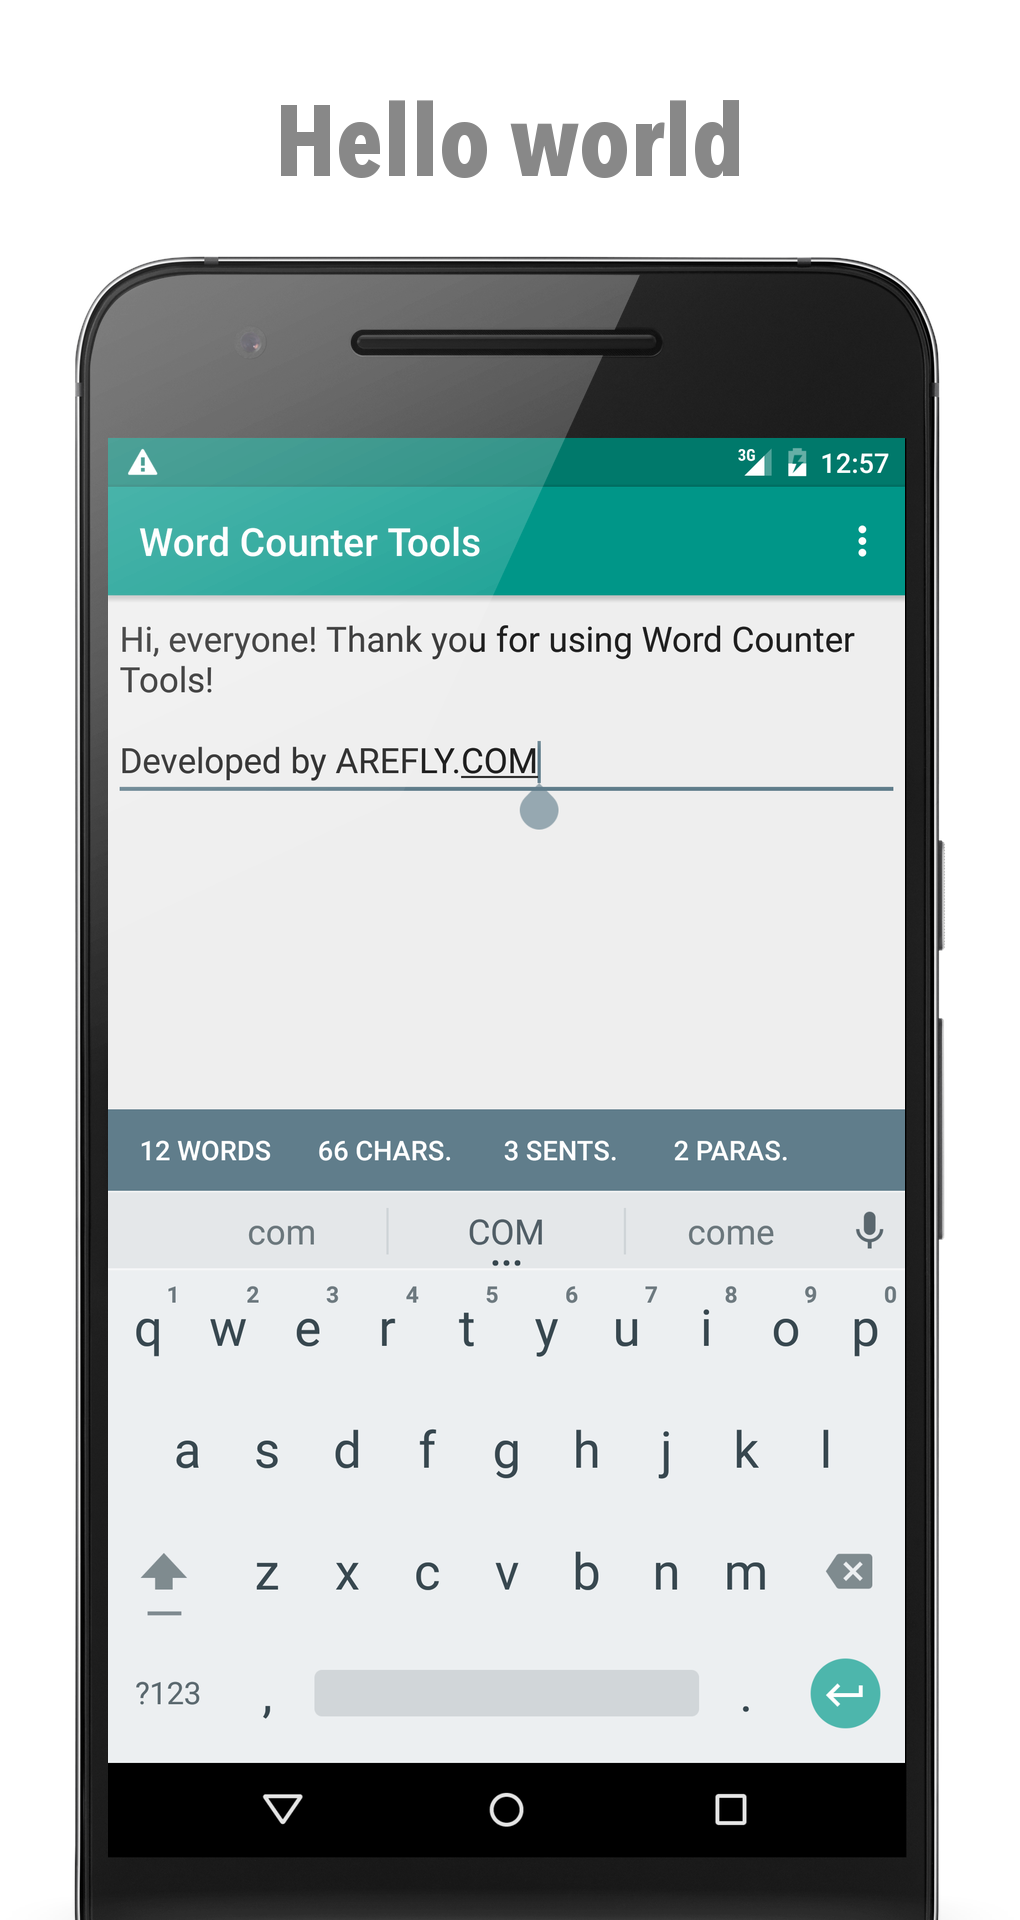 Hello world
3G 12:57
Word Counter Tools
Hi, everyone! Thank you for using Word Counter
Tools!
Developed by AREFLY.COM
12 WORDS 66 CHARS. 3 SENTS. 2 PARAS.
com COM come
1 2 3 4 5 6 7 8 9 0
q w e r t y u i o p
a s d f g h j k l
z x c v b n m
?123 , .